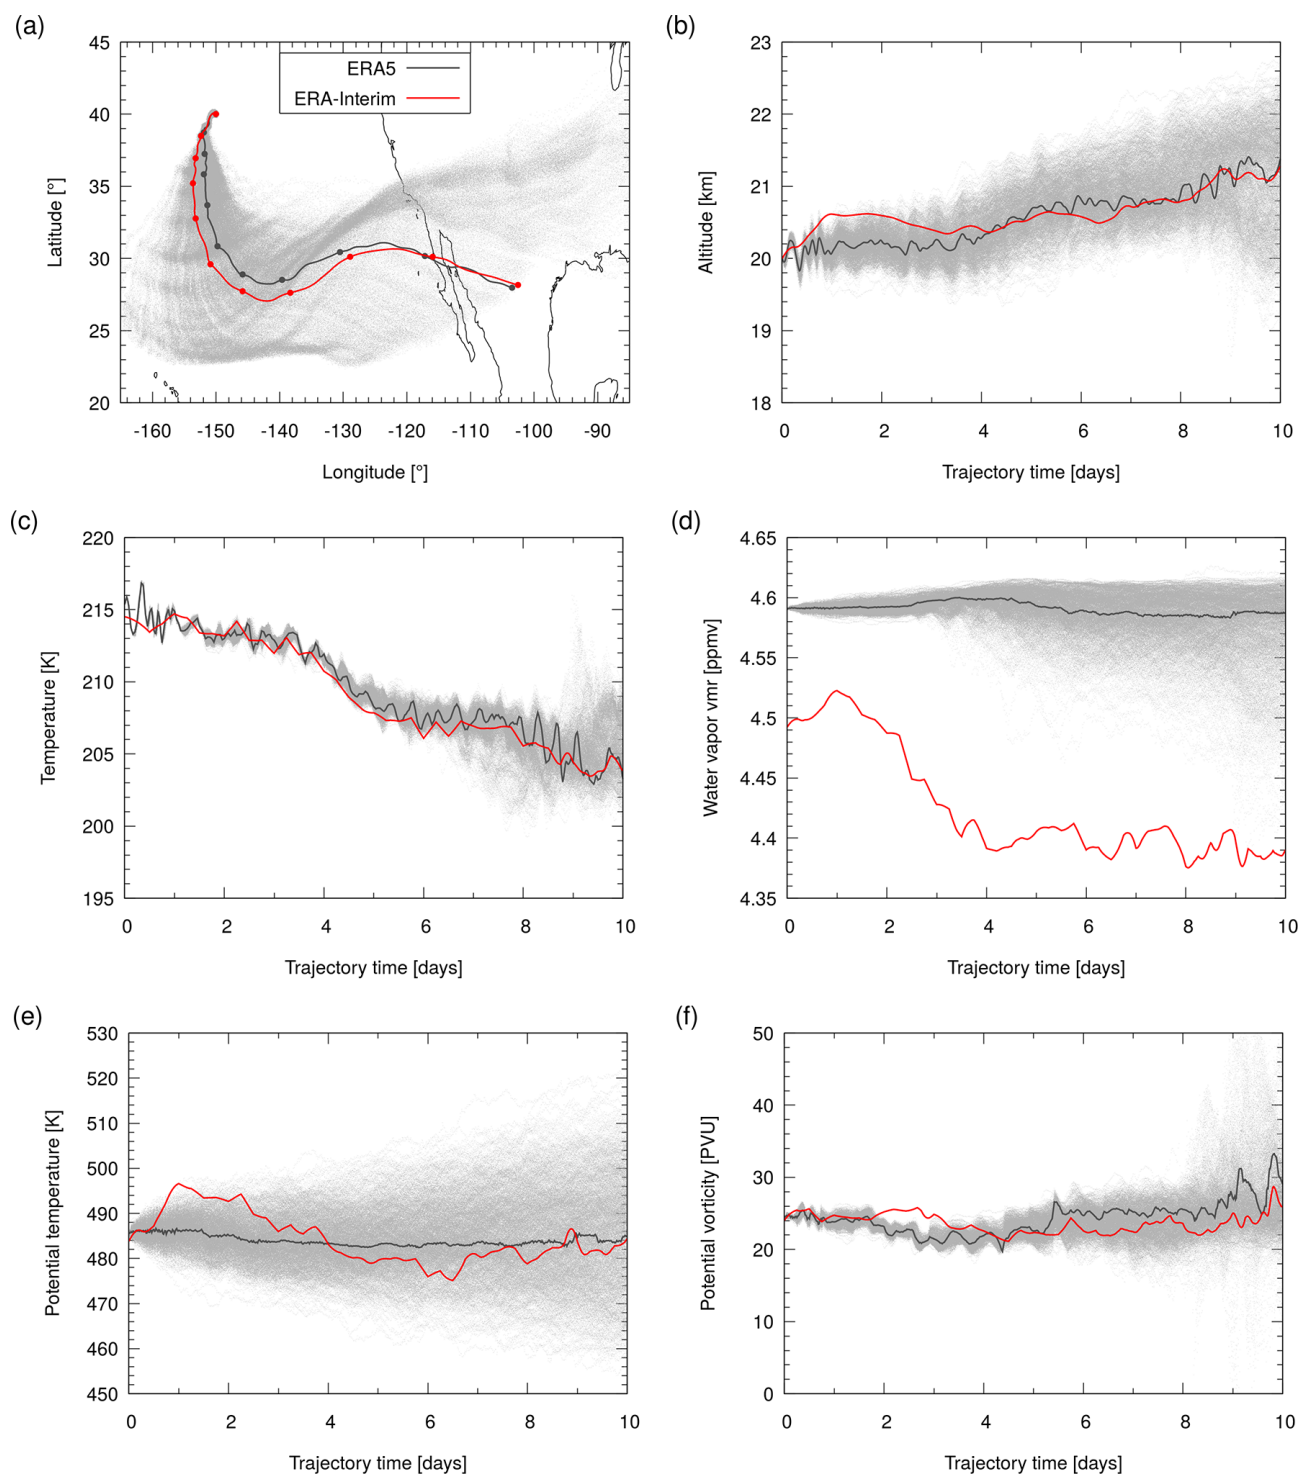 (a)
45
40
35
30
25
20
Latitude [°]
ERA5
ERA-Interim
-160 -150 -140 -130 -120 -110 -100 -90
Longitude [°]
(b)
23
22
21
20
19
18
Altitude [km]
0 2 4 6 8 10
Trajectory time [days]
(c)
220
215
210
205
200
195
Temperature [K]
0 2 4 6 8 10
Trajectory time [days]
(d)
4.65
4.6
4.55
4.5
4.45
4.4
4.35
Water vapor vmr [ppmv]
0 2 4 6 8 10
Trajectory time [days]
(e)
530
520
510
500
490
480
470
460
450
Potential temperature [K]
0 2 4 6 8 10
Trajectory time [days]
(f)
50
40
30
20
10
0
Potential vorticity [PVU]
0 2 4 6 8 10
Trajectory time [days]